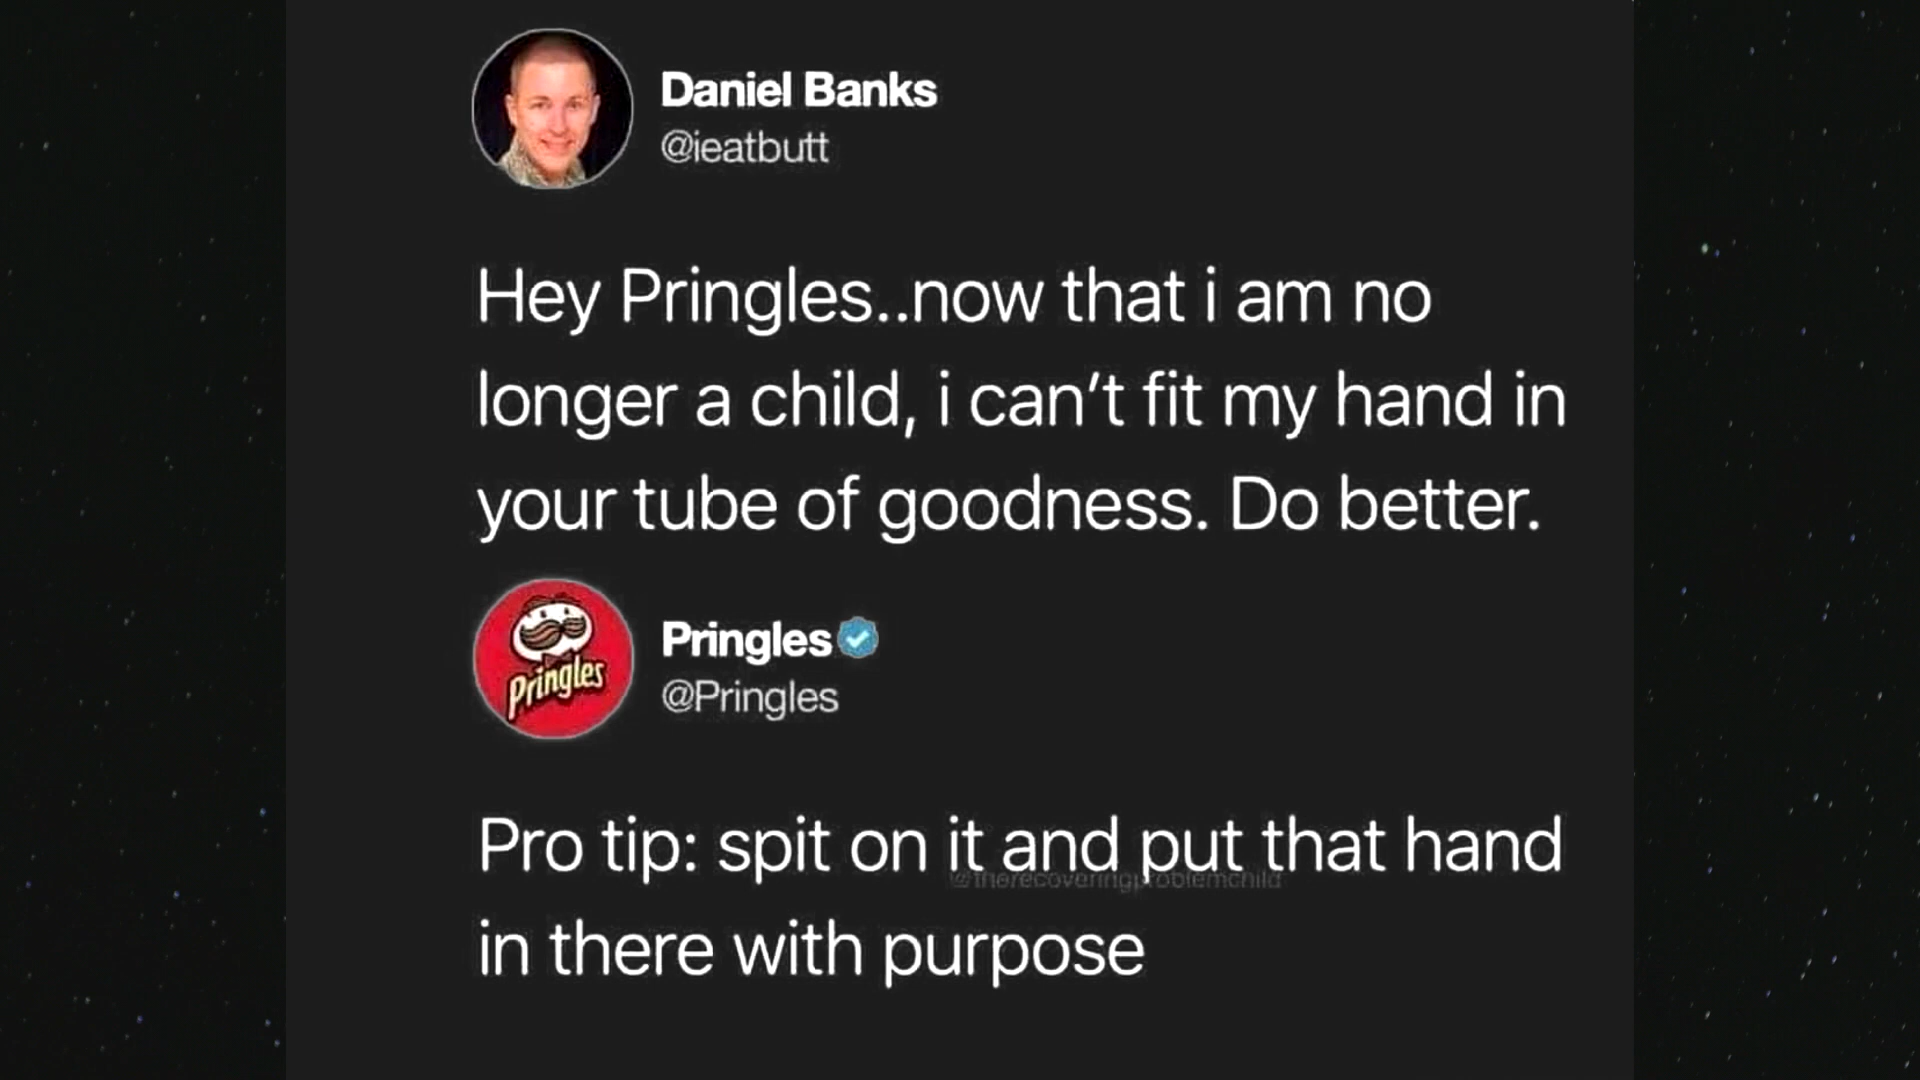 Daniel Banks
@ieatbutt
Hey Pringles..now that i am no
longer a child, i can't fit my hand in
your tube of goodness. Do better.
Pringles
Pringles
@Pringles
Pro tip: spit on it and put that hand
@therecoveringproblemchild
in there with purpose